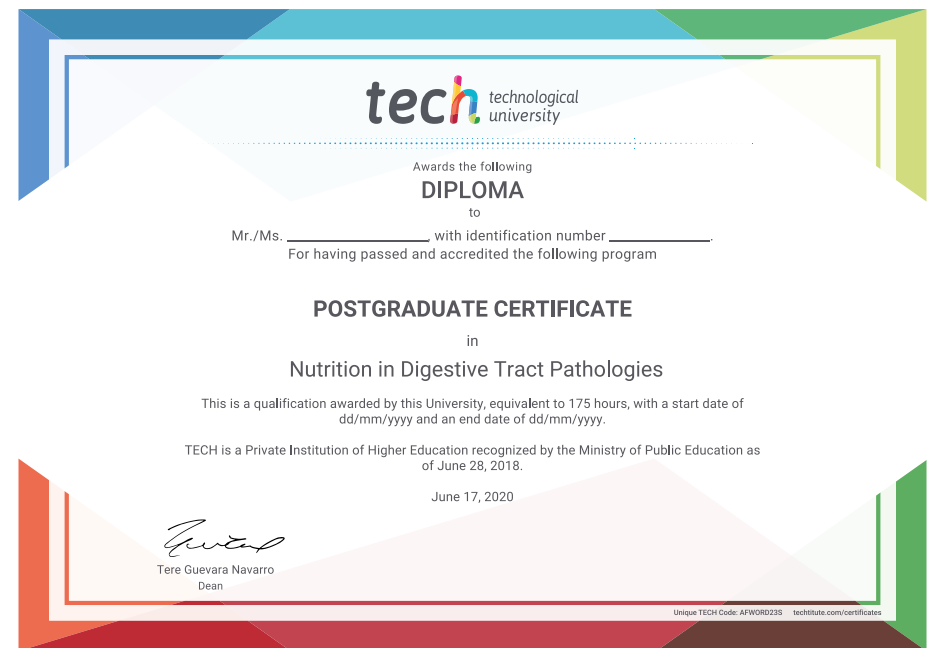 tech technological
university
Awards the following
DIPLOMA
to
Mr./Ms. ____________________, with identification number ______________.
For having passed and accredited the following program
POSTGRADUATE CERTIFICATE
in
Nutrition in Digestive Tract Pathologies
This is a qualification awarded by this University, equivalent to 175 hours, with a start date of
dd/mm/yyyy and an end date of dd/mm/yyyy.
TECH is a Private Institution of Higher Education recognized by the Ministry of Public Education as
of June 28, 2018.
June 17, 2020
Tere Guevara Navarro
Dean
Unique TECH Code: AFWORD23S techtitute.com/certificates